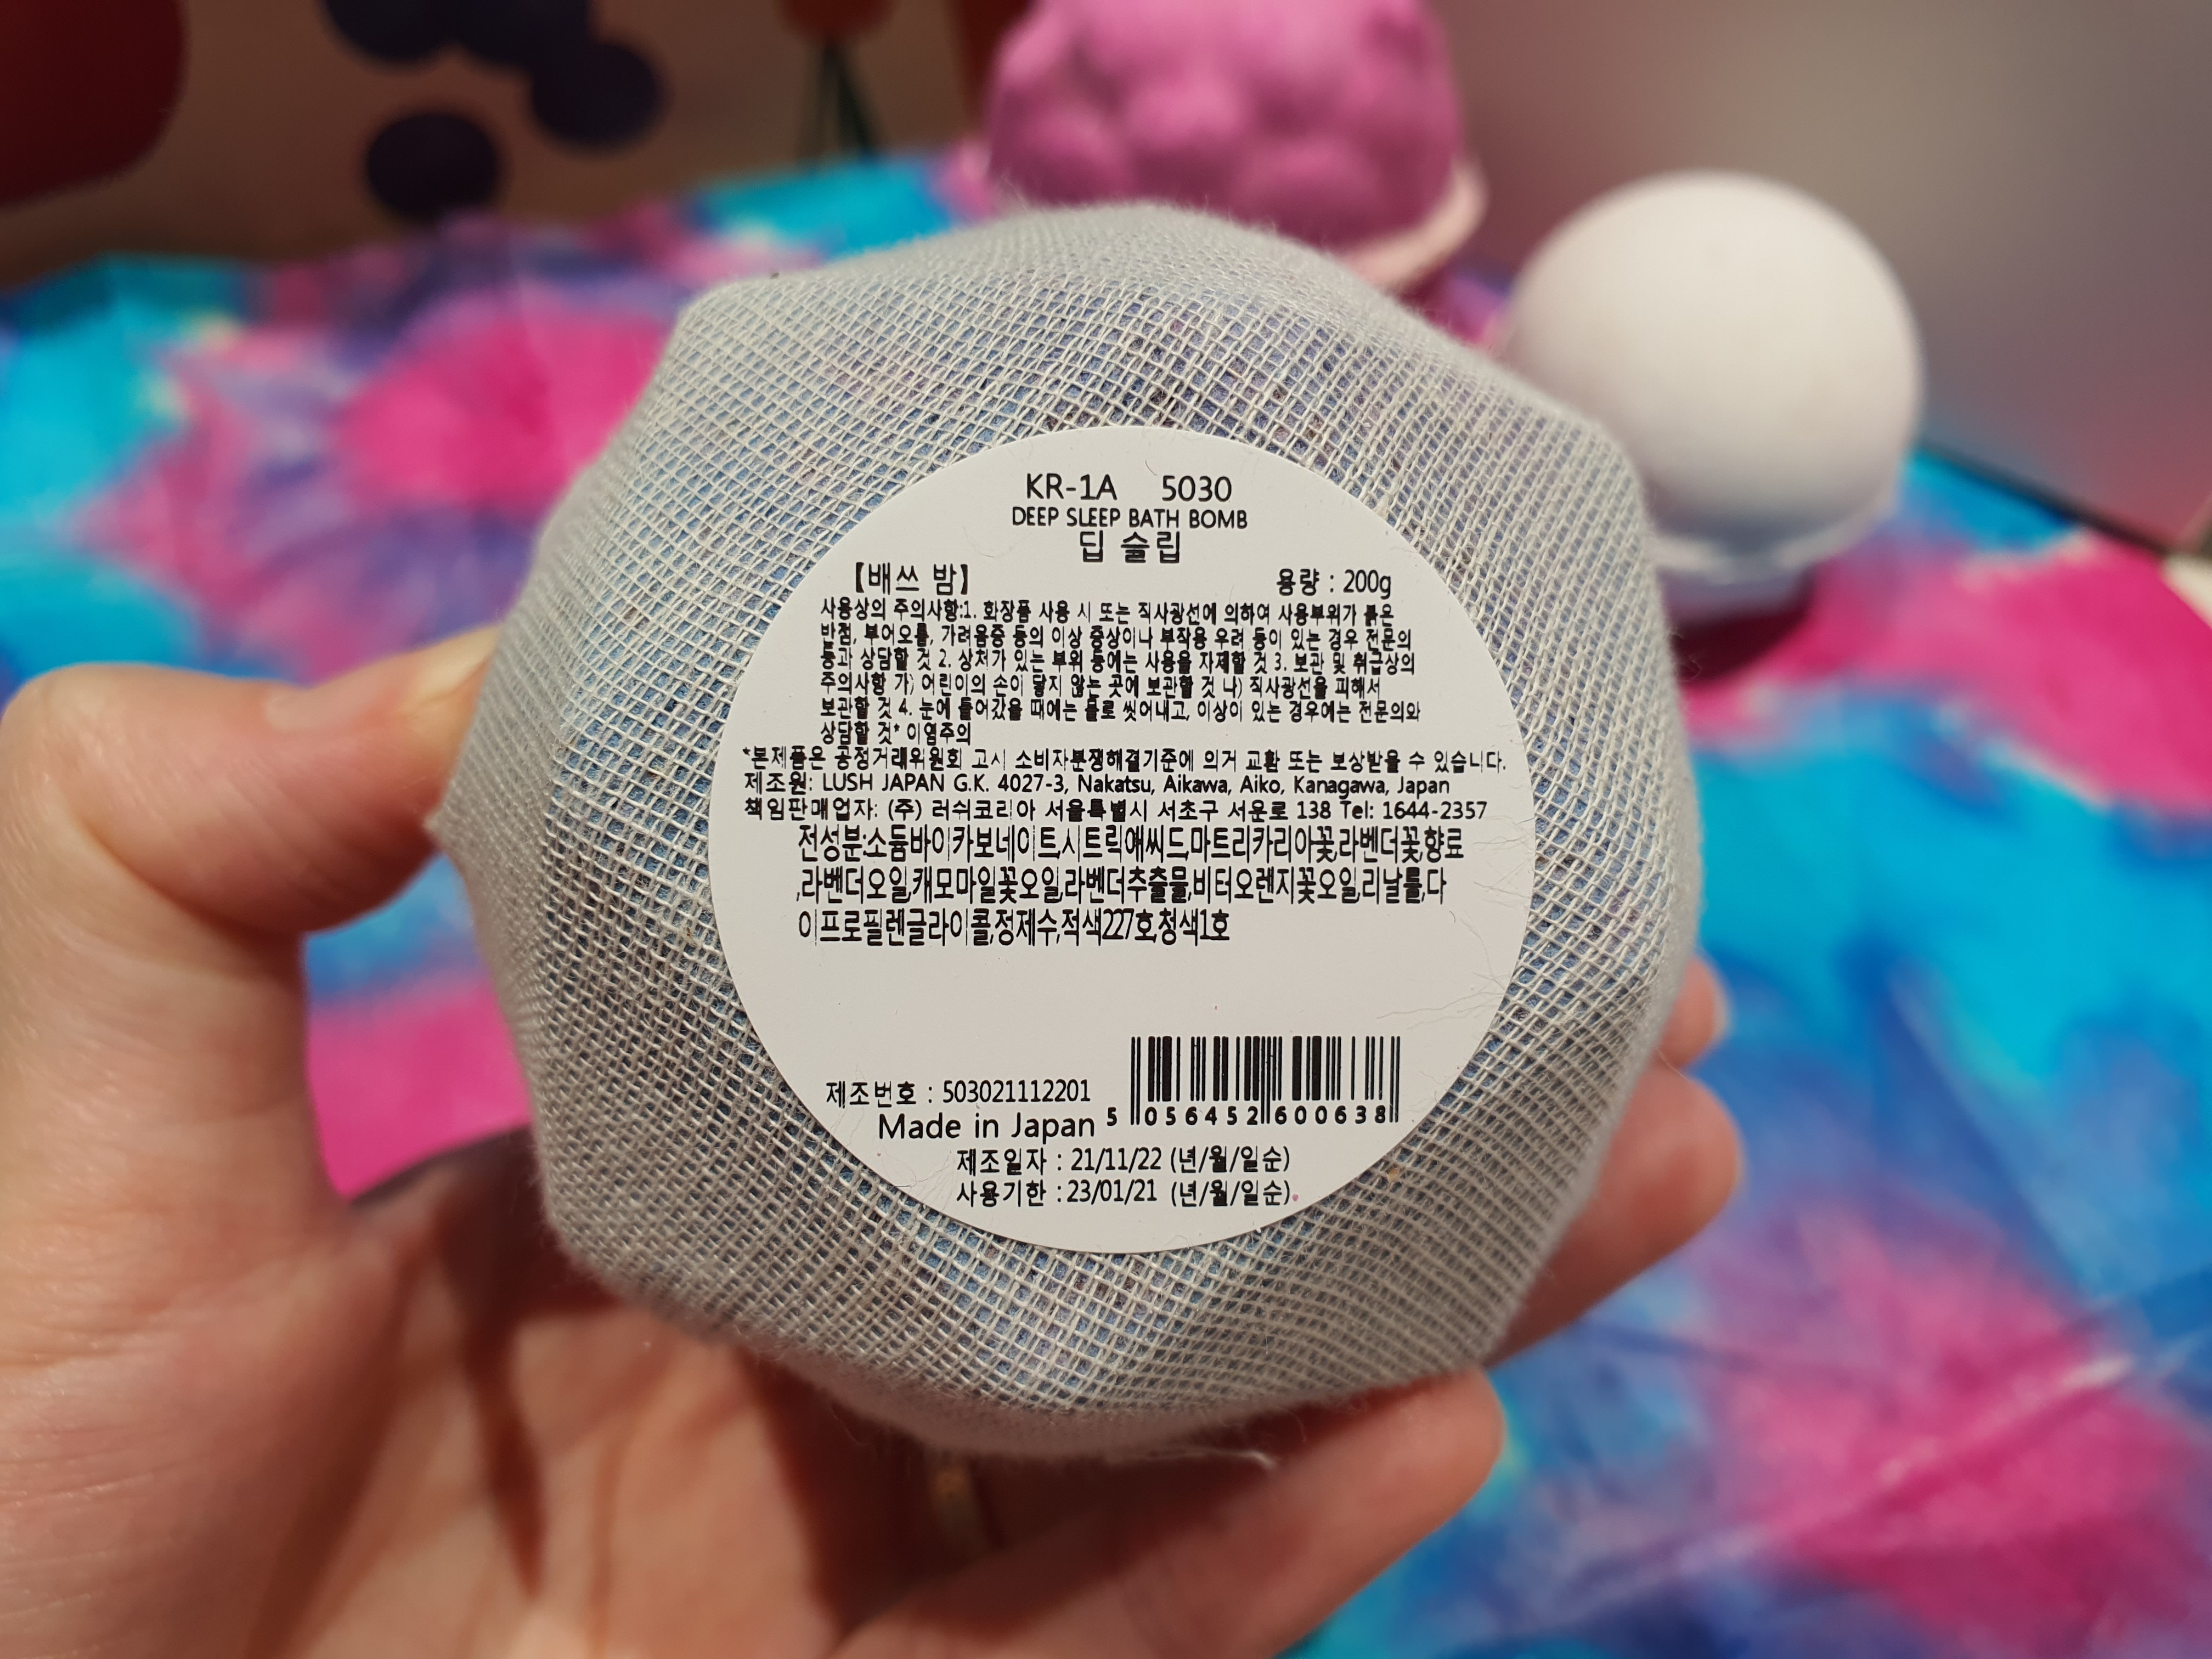 KR-1A 5030
DEEP SLEEP BATH BOMB
딥 슬립
【배쓰 밤】 용량 : 200g
사용상의 주의사항:1. 화장품 사용 시 또는 직사광선에 의하여 사용부위가 붉은
반점, 부어오름, 가려움증 등의 이상 증상이나 부작용 우려 등이 있는 경우 전문의
등과 상담할 것 2. 상처가 있는 부위 등에는 사용을 자제할 것 3. 보관 및 취급상의
주의사항 가) 어린이의 손이 닿지 않는 곳에 보관할 것 나) 직사광선을 피해서
보관할 것 4. 눈에 들어갔을 때에는 물로 씻어내고, 이상이 있는 경우에는 전문의와
상담할 것* 이염주의
*본제품은 공정거래위원회 고시 소비자분쟁해결기준에 의거 교환 또는 보상받을 수 있습니다.
제조원: LUSH JAPAN G.K. 4027-3, Nakatsu, Aikawa, Aiko, Kanagawa, Japan
책임판매업자: (주) 러쉬코리아 서울특별시 서초구 서운로 138 Tel: 1644-2357
전성분:소듐바이카보네이트,시트릭애씨드,마트리카리아꽃,라벤더꽃,향료
,라벤더오일,캐모마일꽃오일,라벤더추출물,비터오렌지꽃오일,리날룰,다
이프로필렌글라이콜,정제수,적색227호,청색1호
제조번호 : 503021112201
Made in Japan
5 056452 600638
제조일자 : 21/11/22 (년/월/일순)
사용기한 : 23/01/21 (년/월/일순)